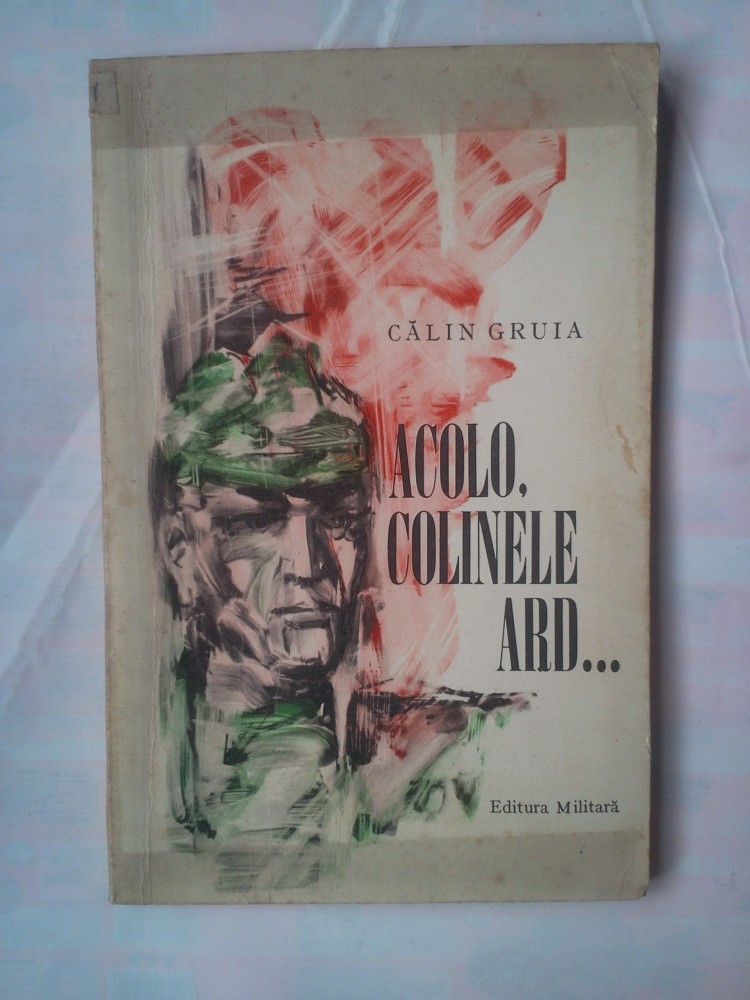 CĂLIN GRUIA
ACOLO,
COLINELE
ARD...
Editura Militară